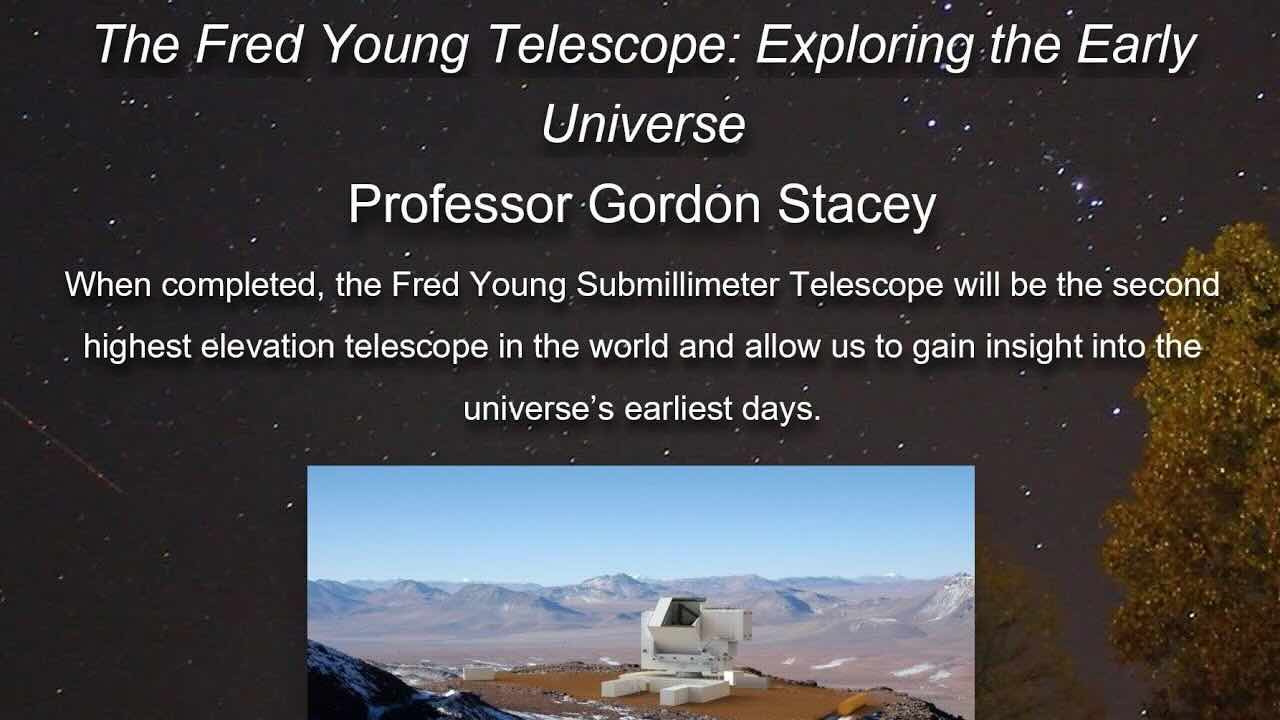 The Fred Young Telescope: Exploring the Early
Universe
Professor Gordon Stacey
When completed, the Fred Young Submillimeter Telescope will be the second
highest elevation telescope in the world and allow us to gain insight into the
universe’s earliest days.